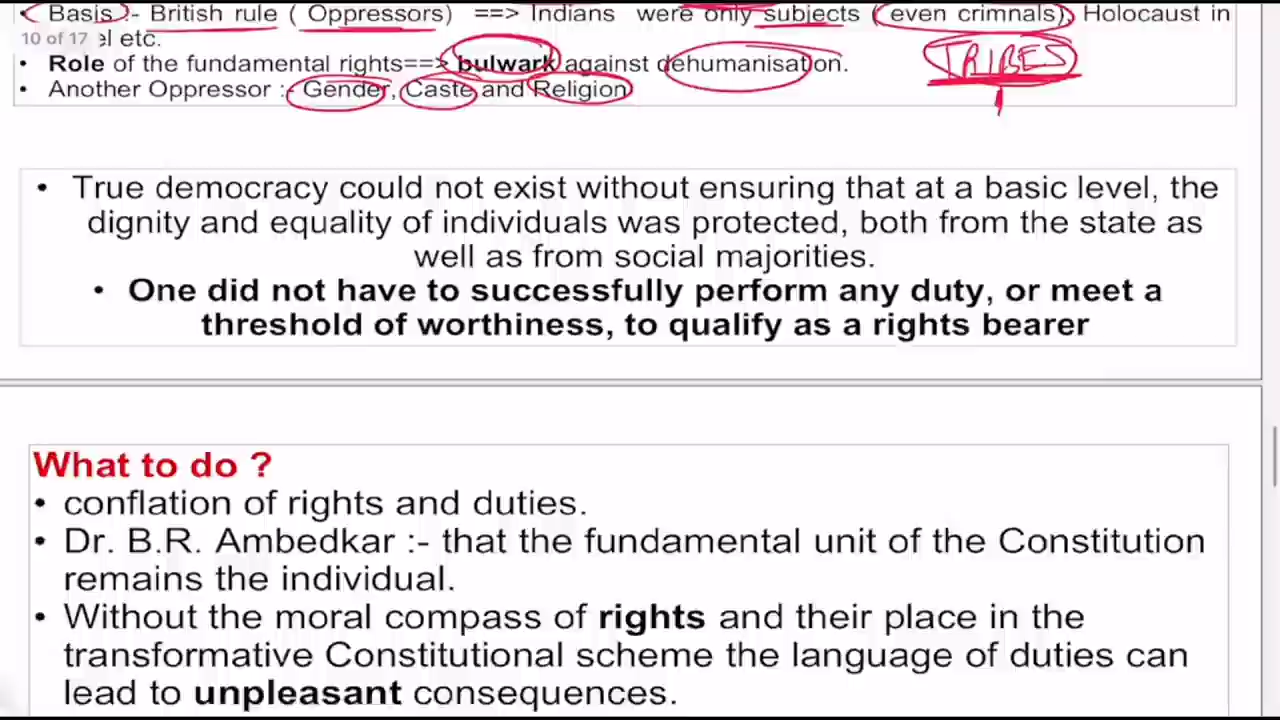 • Basis :- British rule ( Oppressors) ==> Indians were only subjects ( even crimnals). Holocaust in
10 of 17 el etc.
TRIBES
• Role of the fundamental rights==> bulwark against dehumanisation.
• Another Oppressor :- Gender, Caste and Religion
• True democracy could not exist without ensuring that at a basic level, the
dignity and equality of individuals was protected, both from the state as
well as from social majorities.
• One did not have to successfully perform any duty, or meet a
threshold of worthiness, to qualify as a rights bearer
What to do ?
• conflation of rights and duties.
• Dr. B.R. Ambedkar :- that the fundamental unit of the Constitution
remains the individual.
• Without the moral compass of rights and their place in the
transformative Constitutional scheme the language of duties can
lead to unpleasant consequences.